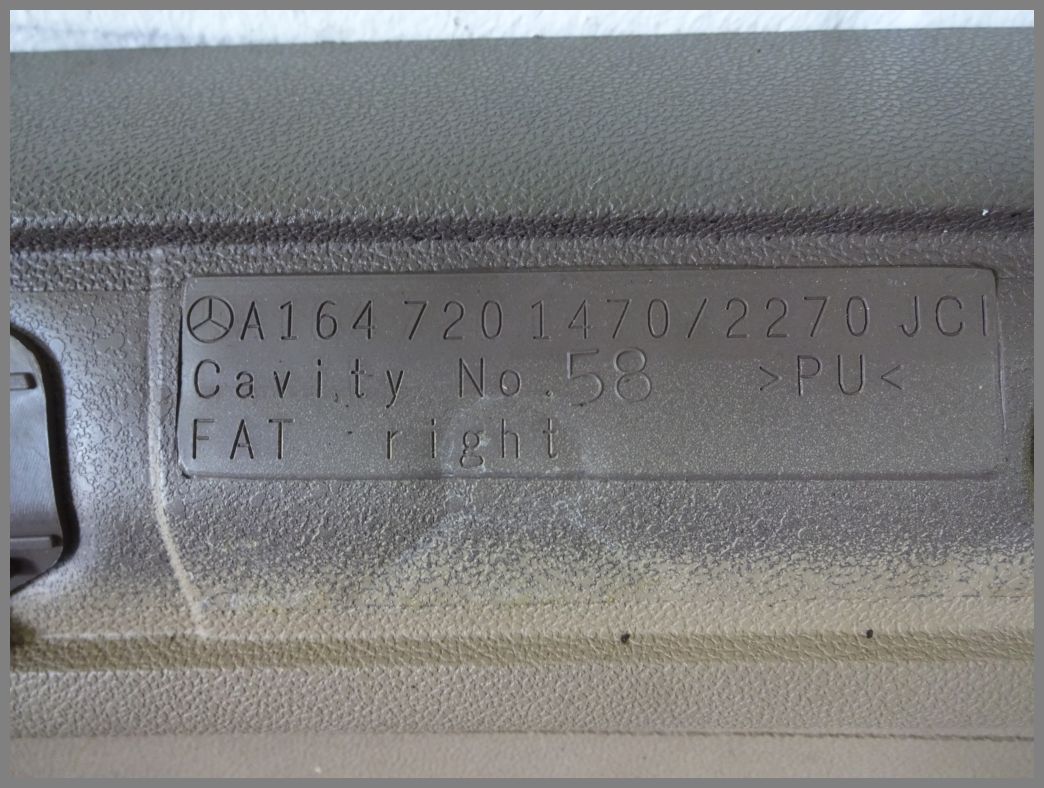 A164 720 1470/2270 JCI
Cavity No.58 >PU<
FAT right